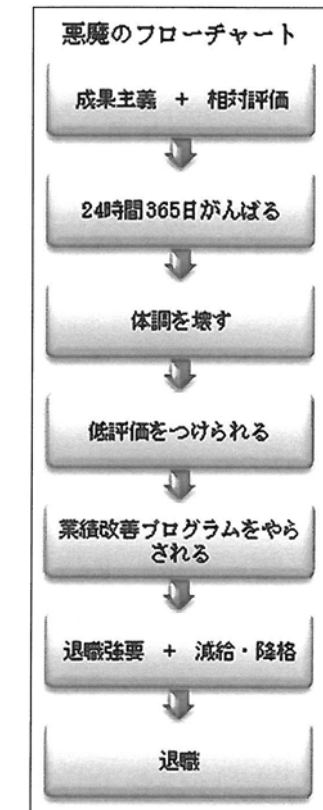 悪魔のフローチャート
成果主義 + 相対評価
24時間365日がんばる
体調を壊す
低評価をつけられる
業績改善プログラムをやら
される
退職強要 + 減給・降格
退職